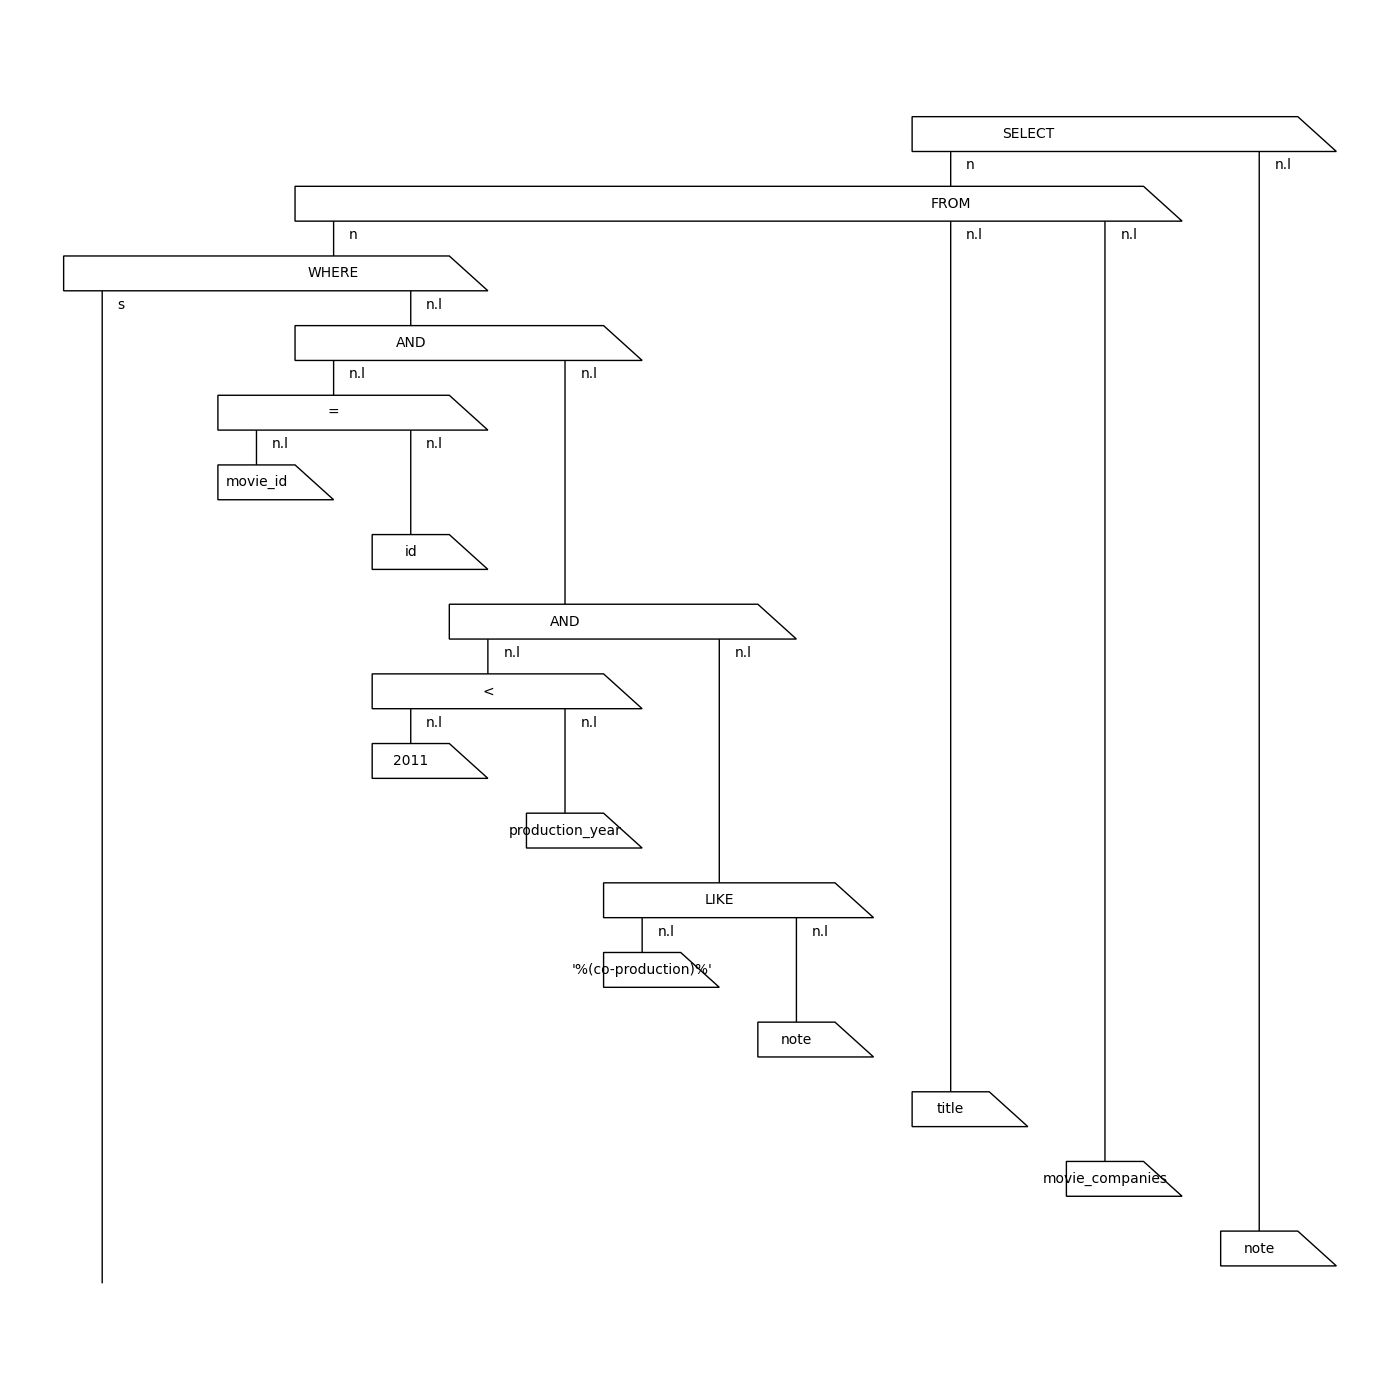 SELECT
n n.l
FROM
n n.l n.l
WHERE
s n.l
AND
n.l n.l
=
n.l n.l
movie_id
id
AND
n.l n.l
<
n.l n.l
2011
production_year
LIKE
n.l n.l
'%(co-production)%'
note
title
movie_companies
note